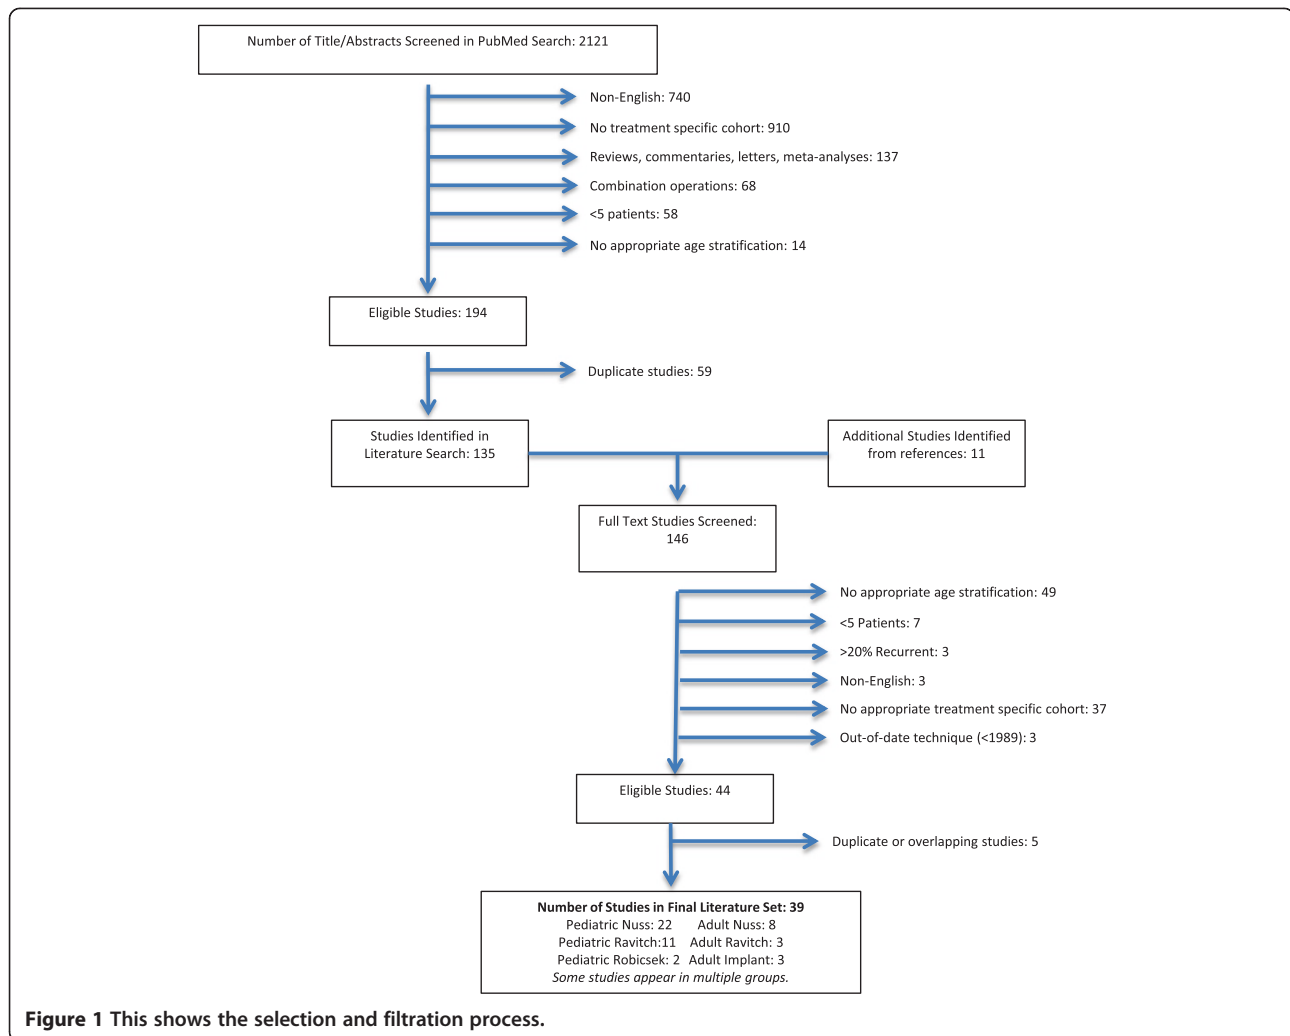 Number of Title/Abstracts Screened in PubMed Search: 2121
Non-English: 740
No treatment specific cohort: 910
Reviews, commentaries, letters, meta-analyses: 137
Combination operations: 68
<5 patients: 58
No appropriate age stratification: 14
Eligible Studies: 194
Duplicate studies: 59
Studies Identified in
Literature Search: 135
Additional Studies Identified
from references: 11
Full Text Studies Screened:
146
No appropriate age stratification: 49
<5 Patients: 7
>20% Recurrent: 3
Non-English: 3
No appropriate treatment specific cohort: 37
Out-of-date technique (<1989): 3
Eligible Studies: 44
Duplicate or overlapping studies: 5
Number of Studies in Final Literature Set: 39
Pediatric Nuss: 22 Adult Nuss: 8
Pediatric Ravitch:11 Adult Ravitch: 3
Pediatric Robicsek: 2 Adult Implant: 3
Some studies appear in multiple groups.
Figure 1 This shows the selection and filtration process.